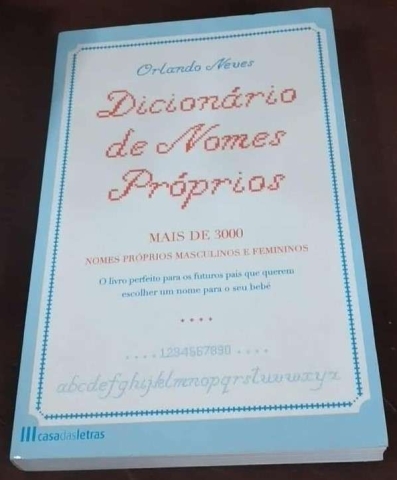 Orlando Neves
Dicionário
de Nomes
Próprios
MAIS DE 3000
NOMES PRÓPRIOS MASCULINOS E FEMININOS
O livro perfeito para os futuros pais que querem
escolher um nome para o seu bebé
• • • •
• • • • 1234567890 • • • •
abcdefghijklmnopqrstuvwxyz
casadasletras